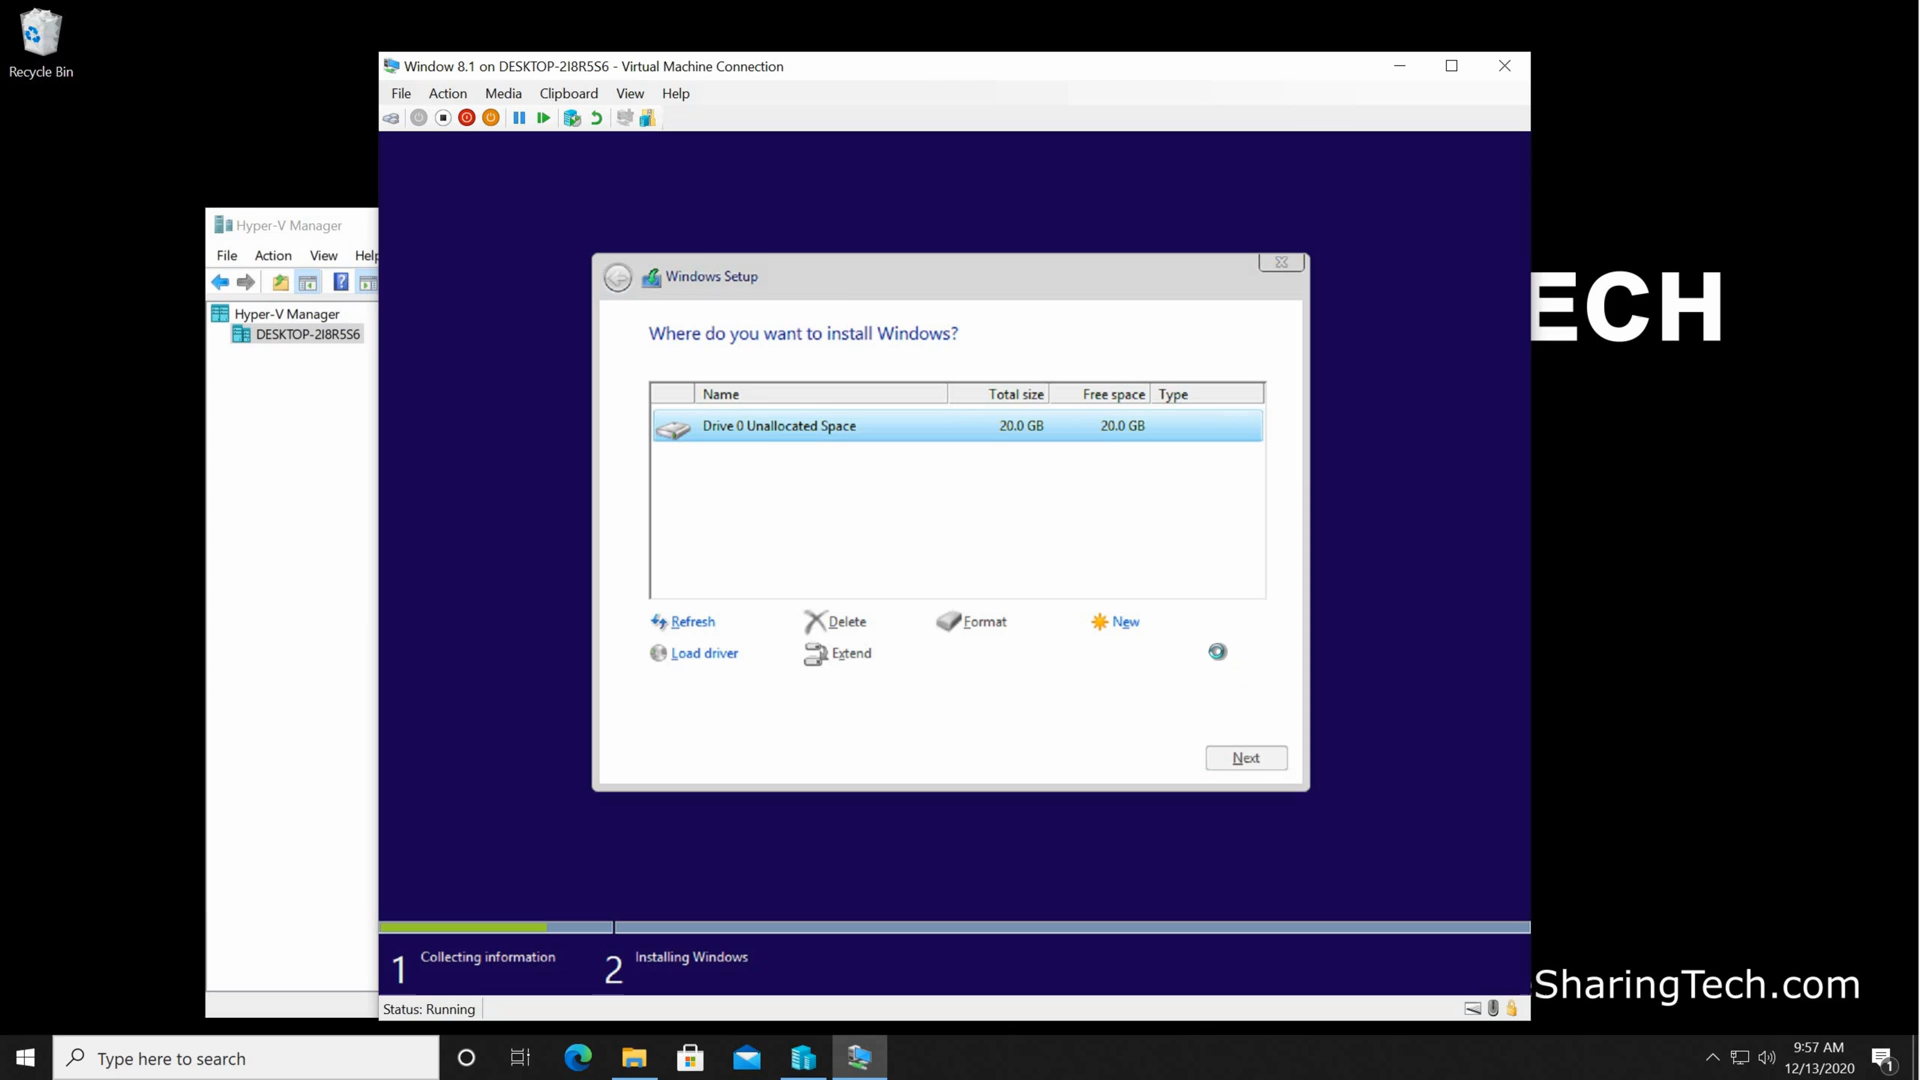 Recycle Bin
Window 8.1 on DESKTOP-2I8R5S6 - Virtual Machine Connection
File Action Media Clipboard View Help
Hyper-V Manager
File Action View Help
Hyper-V Manager
DESKTOP-2I8R5S6
Windows Setup
Where do you want to install Windows?
Name Total size Free space Type
Drive 0 Unallocated Space 20.0 GB 20.0 GB
Refresh Delete Format New
Load driver Extend
Next
ECH
1 Collecting information 2 Installing Windows
SharingTech.com
Status: Running
Type here to search
9:57 AM
12/13/2020
1